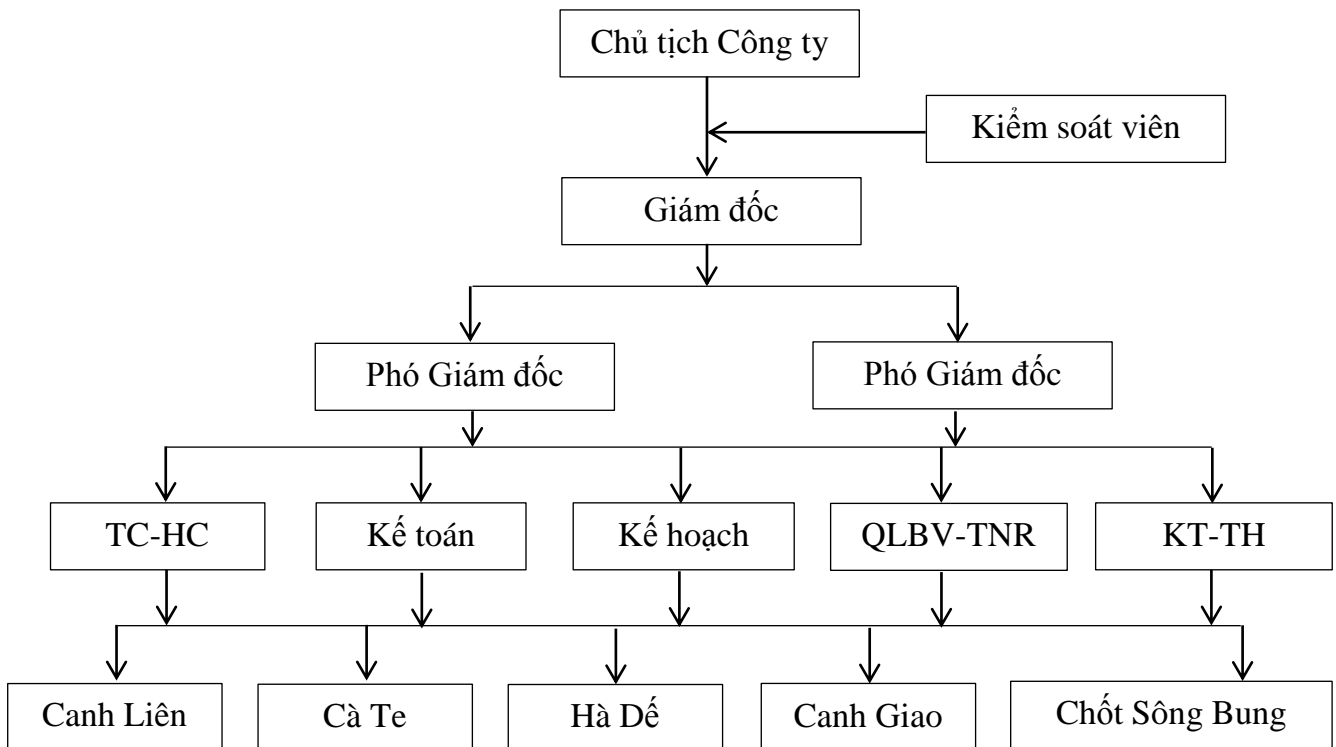 Chủ tịch Công ty
Kiểm soát viên
Giám đốc
Phó Giám đốc
Phó Giám đốc
TC-HC
Kế toán
Kế hoạch
QLBV-TNR
KT-TH
Canh Liên
Cà Te
Hà Dế
Canh Giao
Chốt Sông Bung